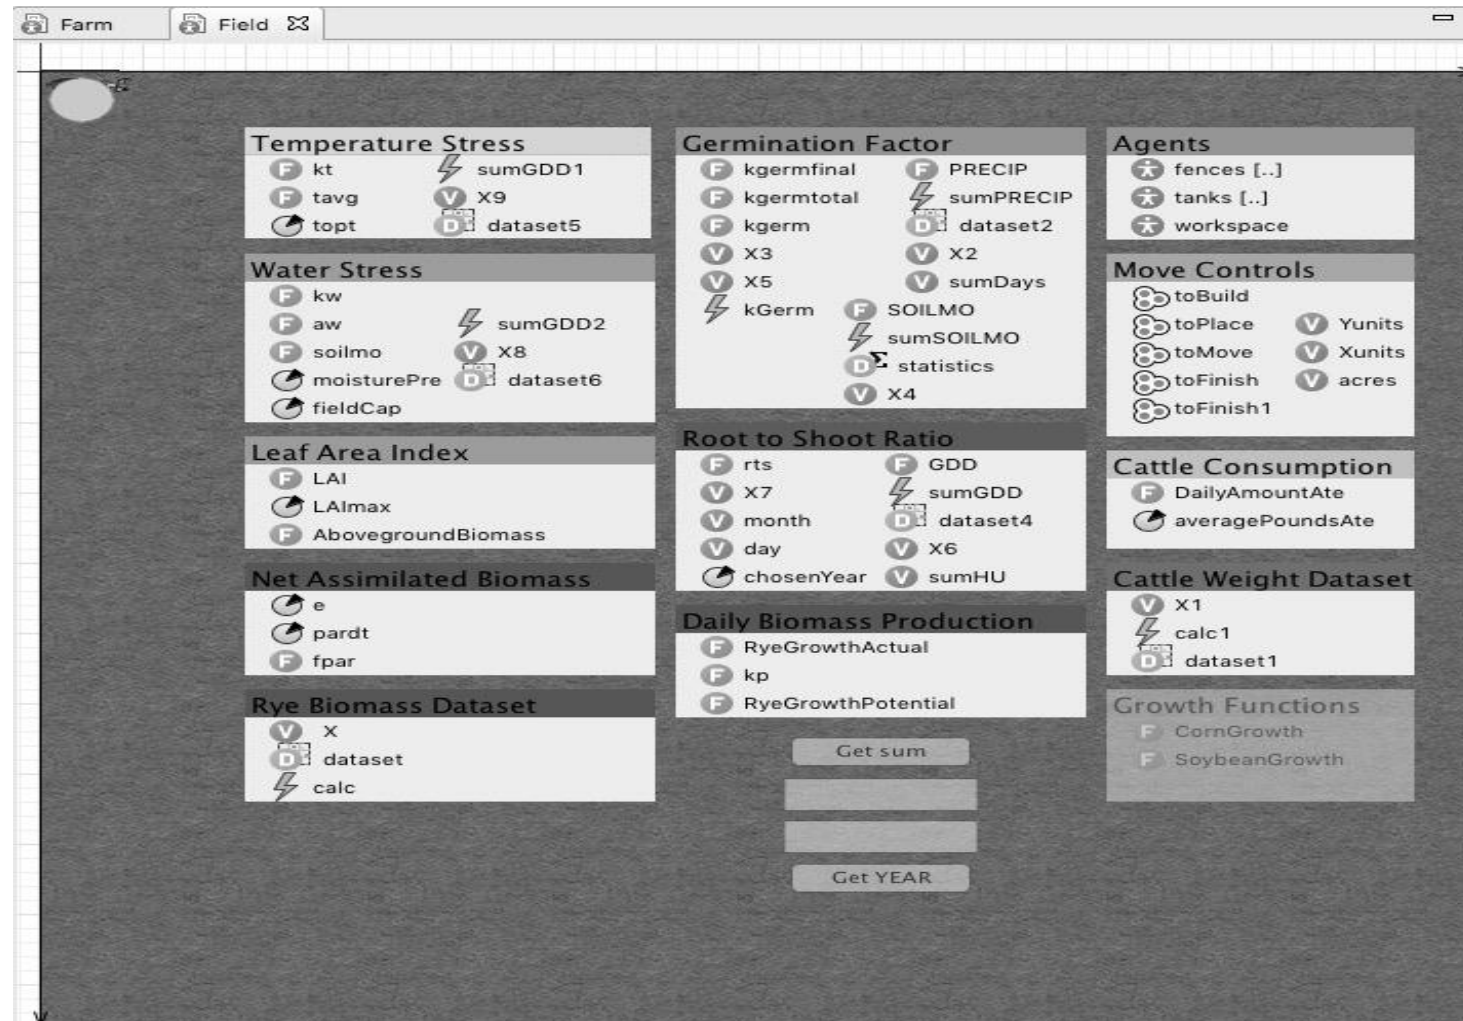 Farm
Field
Temperature Stress
kt
sumGDD1
tavg
X9
topt
dataset5
Water Stress
kw
aw
sumGDD2
soilmo
X8
moisturePre
dataset6
fieldCap
Leaf Area Index
LAI
LAImax
AbovegroundBiomass
Net Assimilated Biomass
e
pardt
fpar
Rye Biomass Dataset
X
dataset
calc
Germination Factor
kgermfinal
PRECIP
kgermtotal
sumPRECIP
kgerm
dataset2
X3
X2
X5
sumDays
kGerm
SOILMO
sumSOILMO
statistics
X4
Root to Shoot Ratio
rts
GDD
X7
sumGDD
month
dataset4
day
X6
chosenYear
sumHU
Daily Biomass Production
RyeGrowthActual
kp
RyeGrowthPotential
Get sum
Get YEAR
Agents
fences [..]
tanks [..]
workspace
Move Controls
toBuild
toPlace
Yunits
toMove
Xunits
toFinish
acres
toFinish1
Cattle Consumption
DailyAmountAte
averagePoundsAte
Cattle Weight Dataset
X1
calc1
dataset1
Growth Functions
CornGrowth
SoybeanGrowth